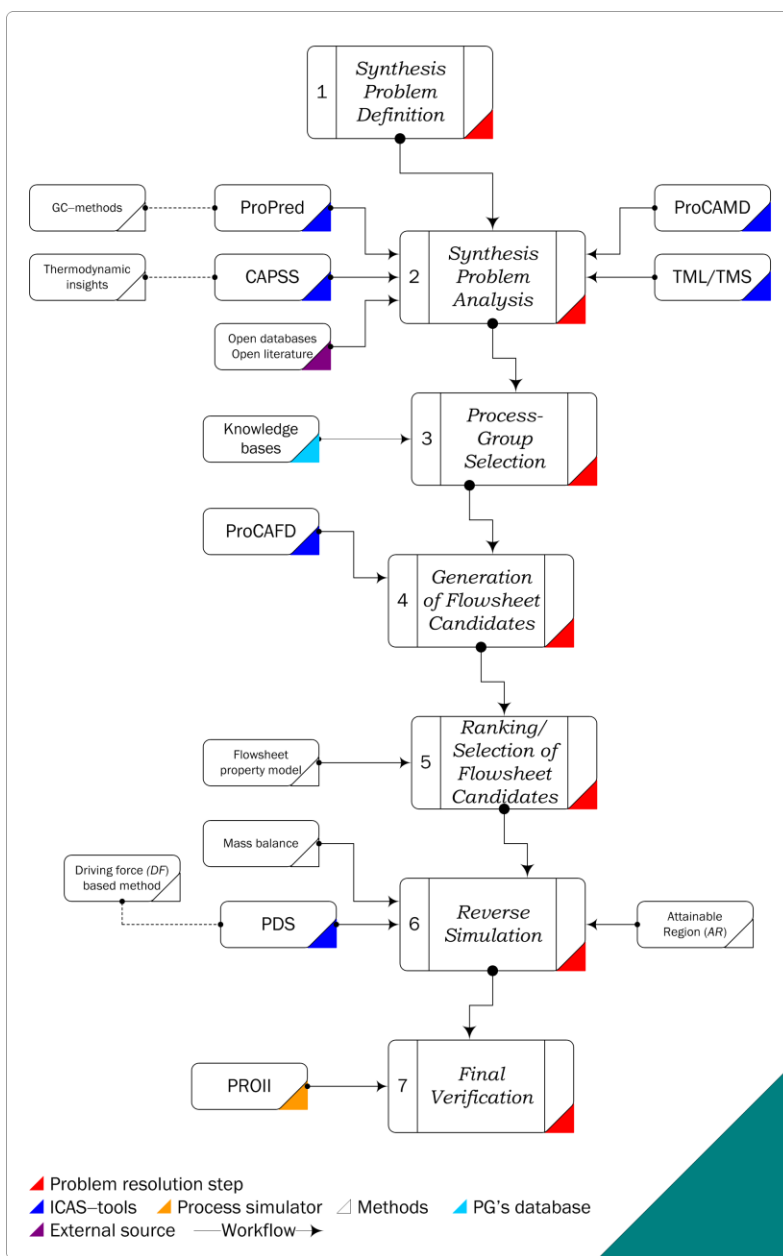 1
Synthesis
Problem
Definition
GC–methods
ProPred
ProCAMD
Thermodynamic
insights
CAPSS
2
Synthesis
Problem
Analysis
TML/TMS
Open databases
Open literature
Knowledge
bases
3
Process-
Group
Selection
ProCAFD
4
Generation
of Flowsheet
Candidates
Flowsheet
property model
5
Ranking/
Selection of
Flowsheet
Candidates
Mass balance
Driving force (DF)
based method
PDS
6
Reverse
Simulation
Attainable
Region (AR)
PROII
7
Final
Verification
Problem resolution step
ICAS–tools Process simulator Methods PG's database
External source Workflow